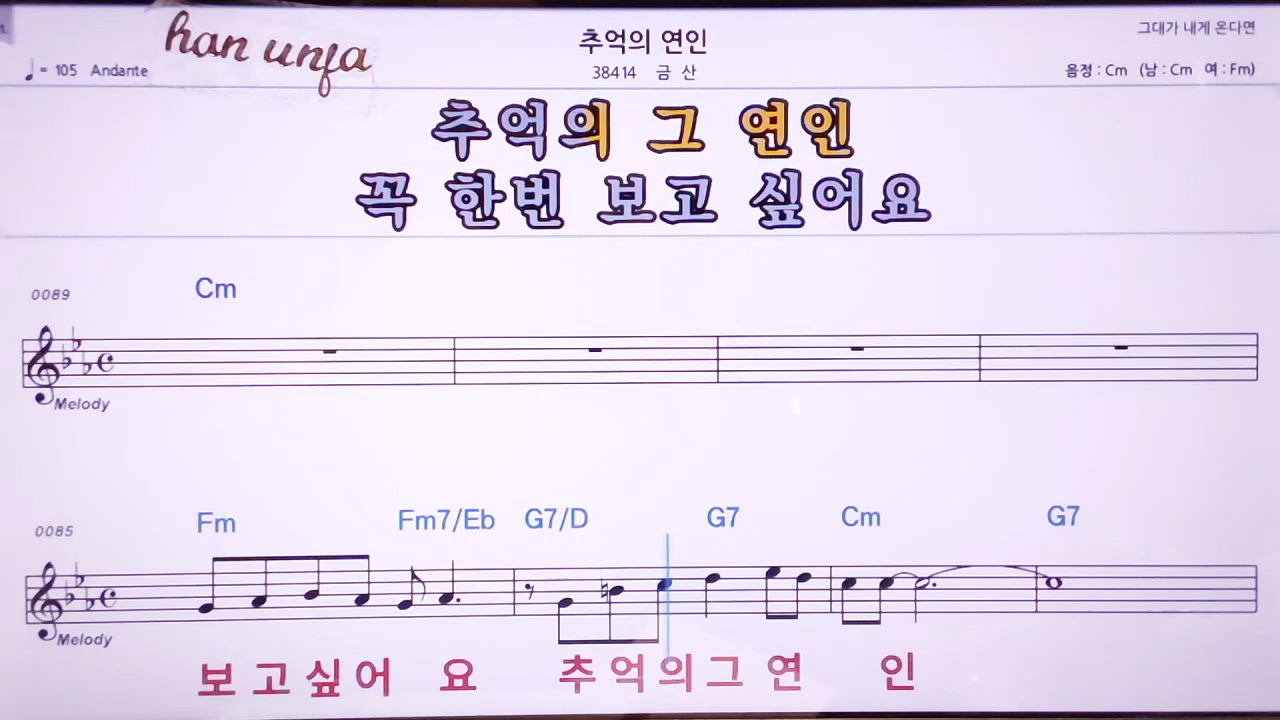 han unja
추억의 연인
그대가 내게 온다면
♩ = 105 Andante
38414 금 산
음정 : Cm (남 : Cm 여 : Fm)
추억의 그 연인
꼭 한번 보고 싶어요
0089 Cm
Melody
0085 Fm Fm7/Eb G7/D G7 Cm G7
Melody
보 고 싶 어 요 추 억 의 그 연 인